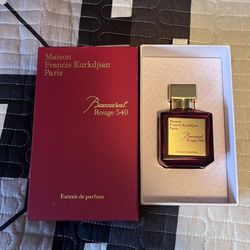 Maison
Francis Kurkdjian
Paris
Baccarat
Rouge 540
Extrait de parfum
Maison
Francis Kurkdjian
Paris
Baccarat
Rouge 540